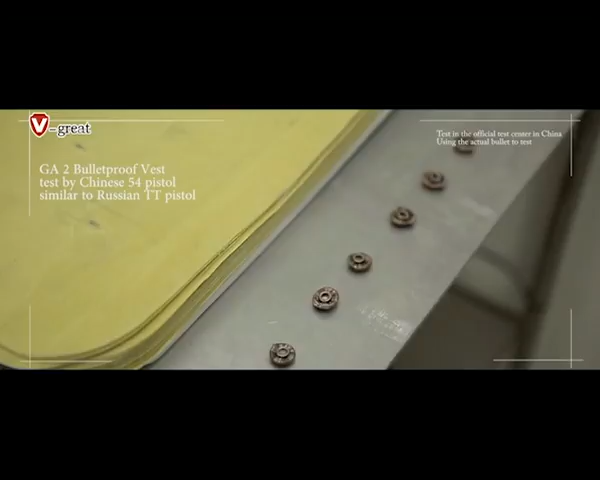 V-great
GA 2 Bulletproof Vest
test by Chinese 54 pistol
similar to Russian TT pistol
Test in the official test center in China
Using the actual bullet to test